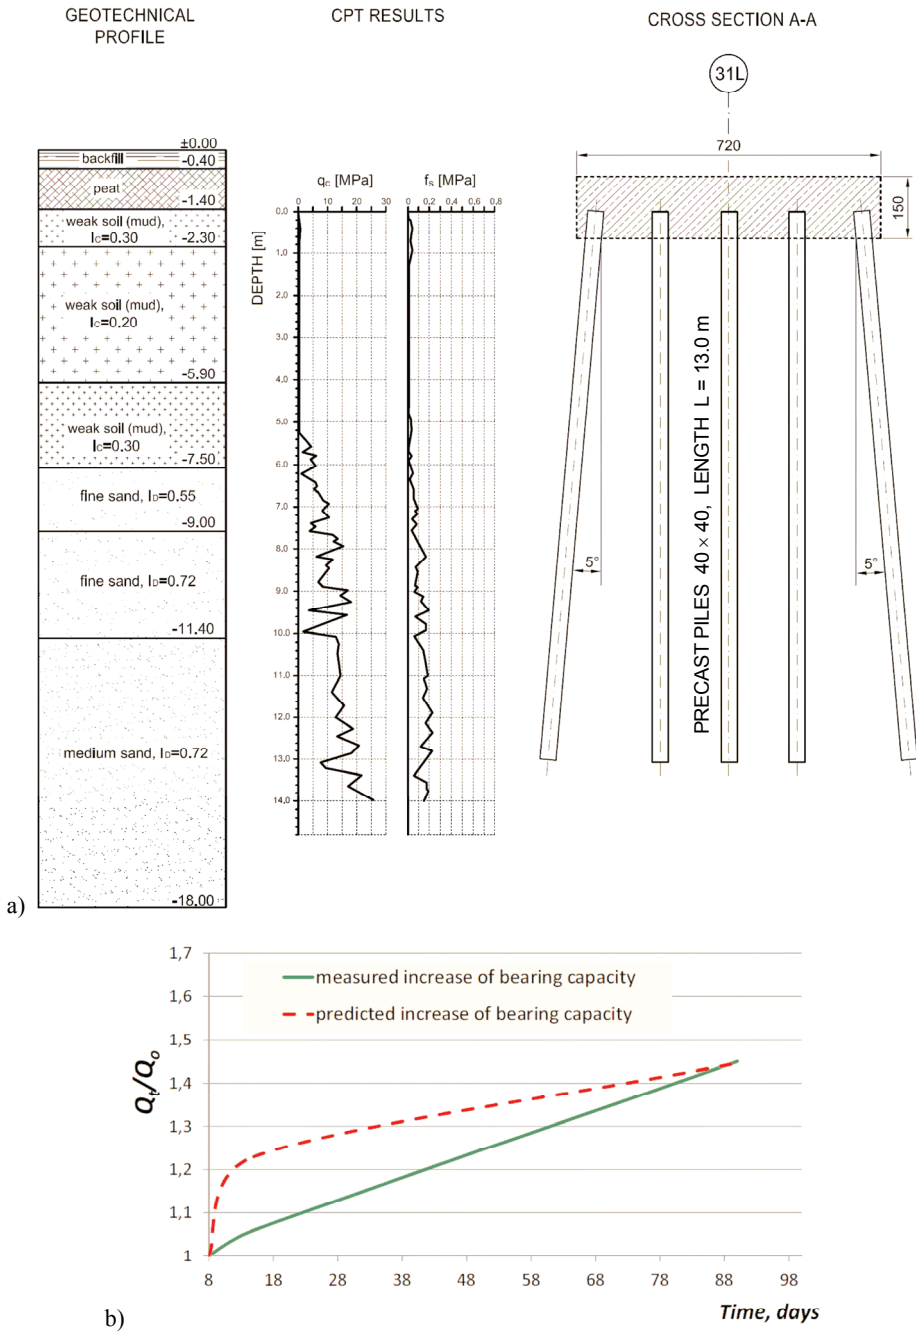 GEOTECHNICAL
PROFILE
CPT RESULTS
CROSS SECTION A-A
31L
±0.00
backfill
-0.40
peat
-1.40
weak soil (mud),
IC=0.30
-2.30
weak soil (mud),
IC=0.20
-5.90
weak soil (mud),
IC=0.30
-7.50
fine sand, ID=0.55
-9.00
fine sand, ID=0.72
-11.40
medium sand, ID=0.72
-18.00
a)
qc [MPa]
0 10 20 30
fs [MPa]
0 0.2 0.4 0.6 0.8
DEPTH [m]
0.0
1.0
2.0
3.0
4.0
5.0
6.0
7.0
8.0
9.0
10.0
11.0
12.0
13.0
14,0
720
150
5°
5°
PRECAST PILES 40 × 40, LENGTH L = 13.0 m
1,7
1,6
1,5
1,4
1,3
1,2
1,1
1
Qt/Qo
measured increase of bearing capacity
predicted increase of bearing capacity
8 18 28 38 48 58 68 78 88 98
Time, days
b)